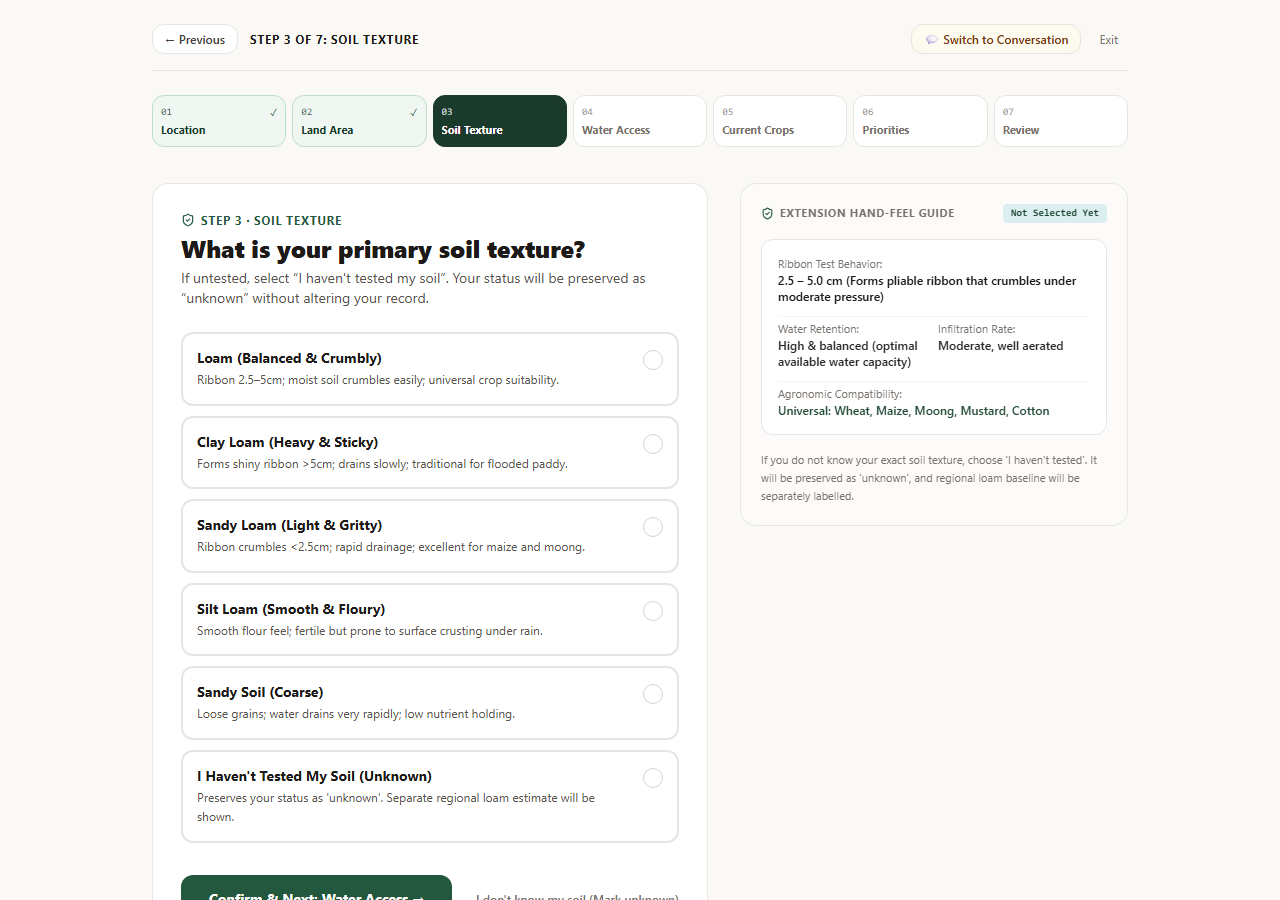 ← Previous
STEP 3 OF 7: SOIL TEXTURE
Switch to Conversation
Exit
01 ✓
Location
02 ✓
Land Area
03
Soil Texture
04
Water Access
05
Current Crops
06
Priorities
07
Review
STEP 3 · SOIL TEXTURE
What is your primary soil texture?
If untested, select “I haven't tested my soil”. Your status will be preserved as
“unknown” without altering your record.
Loam (Balanced & Crumbly)
Ribbon 2.5–5cm; moist soil crumbles easily; universal crop suitability.
Clay Loam (Heavy & Sticky)
Forms shiny ribbon >5cm; drains slowly; traditional for flooded paddy.
Sandy Loam (Light & Gritty)
Ribbon crumbles <2.5cm; rapid drainage; excellent for maize and moong.
Silt Loam (Smooth & Floury)
Smooth flour feel; fertile but prone to surface crusting under rain.
Sandy Soil (Coarse)
Loose grains; water drains very rapidly; low nutrient holding.
I Haven't Tested My Soil (Unknown)
Preserves your status as 'unknown'. Separate regional loam estimate will be
shown.
Confirm & Next: Water Access →
I don't know my soil (Mark unknown)
EXTENSION HAND-FEEL GUIDE
Not Selected Yet
Ribbon Test Behavior:
2.5 – 5.0 cm (Forms pliable ribbon that crumbles under
moderate pressure)
Water Retention:
High & balanced (optimal
available water capacity)
Infiltration Rate:
Moderate, well aerated
Agronomic Compatibility:
Universal: Wheat, Maize, Moong, Mustard, Cotton
If you do not know your exact soil texture, choose 'I haven't tested'. It
will be preserved as 'unknown', and regional loam baseline will be
separately labelled.